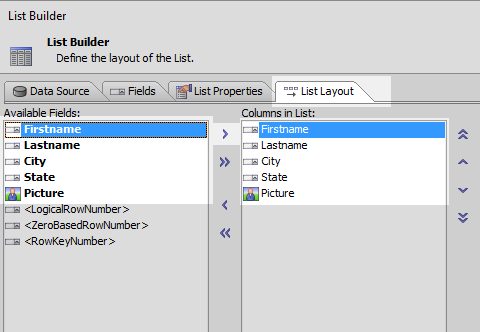 List Builder
List Builder
Define the layout of the List.
Data Source
Fields
List Properties
List Layout
Available Fields:
Firstname
Lastname
City
State
Picture
<LogicalRowNumber>
<ZeroBasedRowNumber>
<RowKeyNumber>
Columns in List:
Firstname
Lastname
City
State
Picture